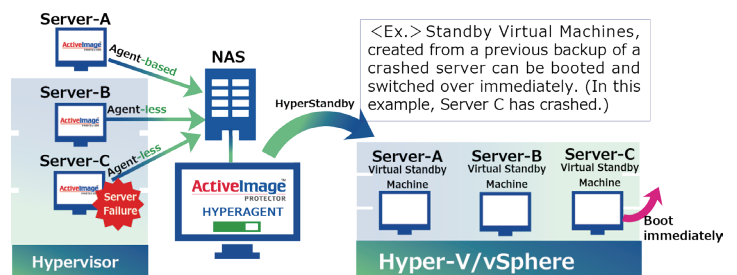 Server-A
ActiveImage
PROTECTOR
Agent-based
Server-B
ActiveImage
Agent-less
Server-C
ActiveImage
Agent-less
Server
Failure
Hypervisor
NAS
ActiveImage™
PROTECTOR
HYPERAGENT
HyperStandby
<Ex.> Standby Virtual Machines,
created from a previous backup of a
crashed server can be booted and
switched over immediately. (In this
example, Server C has crashed.)
Server-A
Virtual Standby
Machine
Server-B
Virtual Standby
Machine
Server-C
Virtual Standby
Machine
Boot
immediately
Hyper-V/vSphere